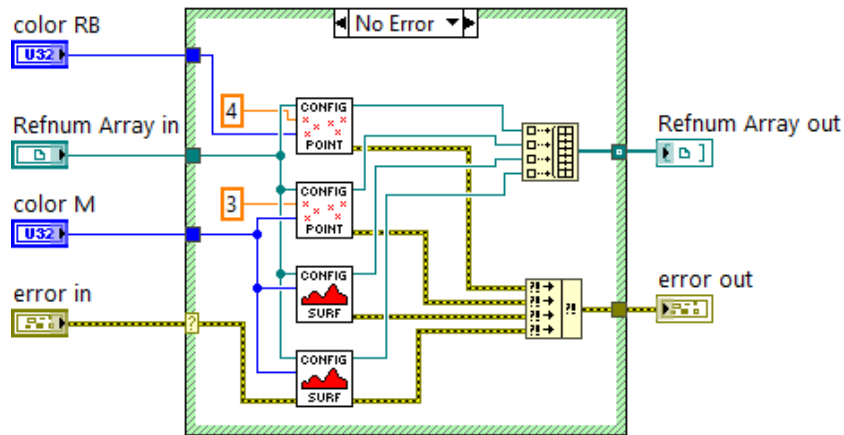 color RB
No Error
U32
Refnum Array in
4
CONFIG
POINT
Refnum Array out
color M
U32
3
CONFIG
POINT
error in
CONFIG
SURF
?!
?!
?!
?!
?!
error out
?
CONFIG
SURF